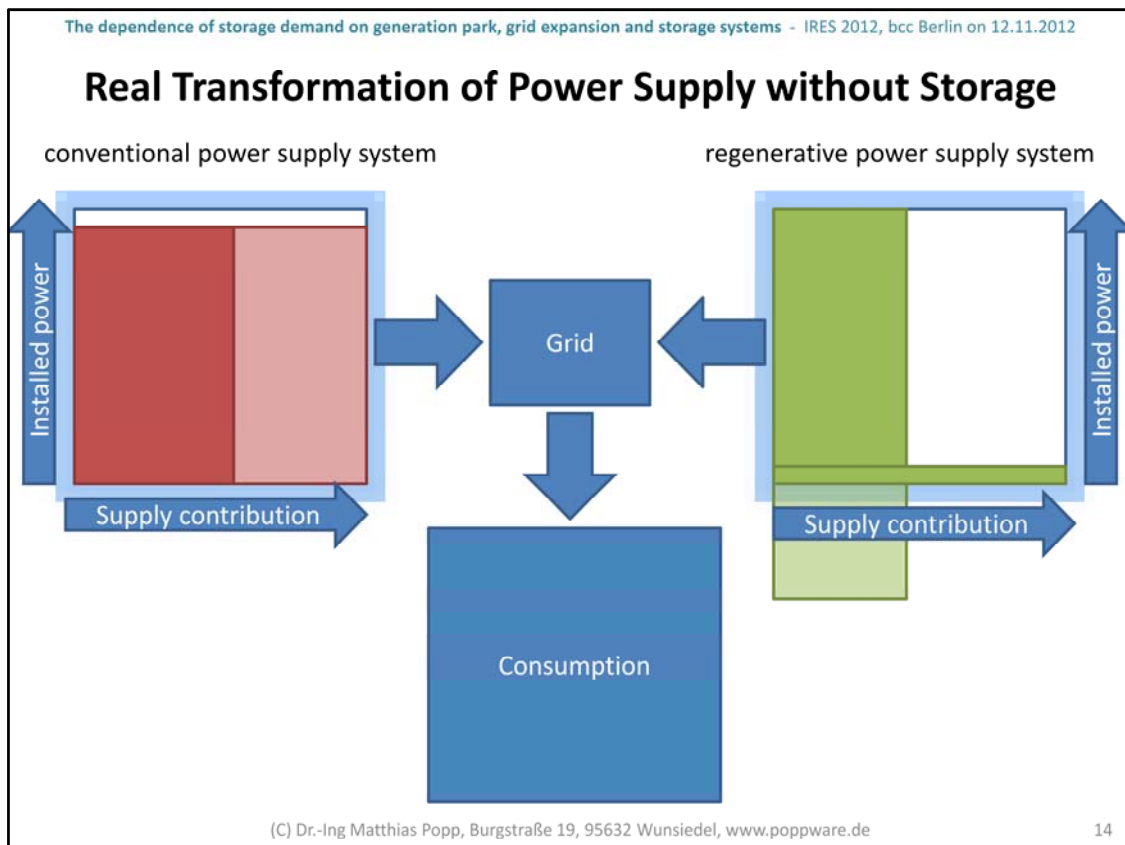 The dependence of storage demand on generation park, grid expansion and storage systems - IRES 2012, bcc Berlin on 12.11.2012
Real Transformation of Power Supply without Storage
conventional power supply system
regenerative power supply system
Installed power
Supply contribution
Grid
Installed power
Supply contribution
Consumption
(C) Dr.-Ing Matthias Popp, Burgstraße 19, 95632 Wunsiedel, www.poppware.de
14